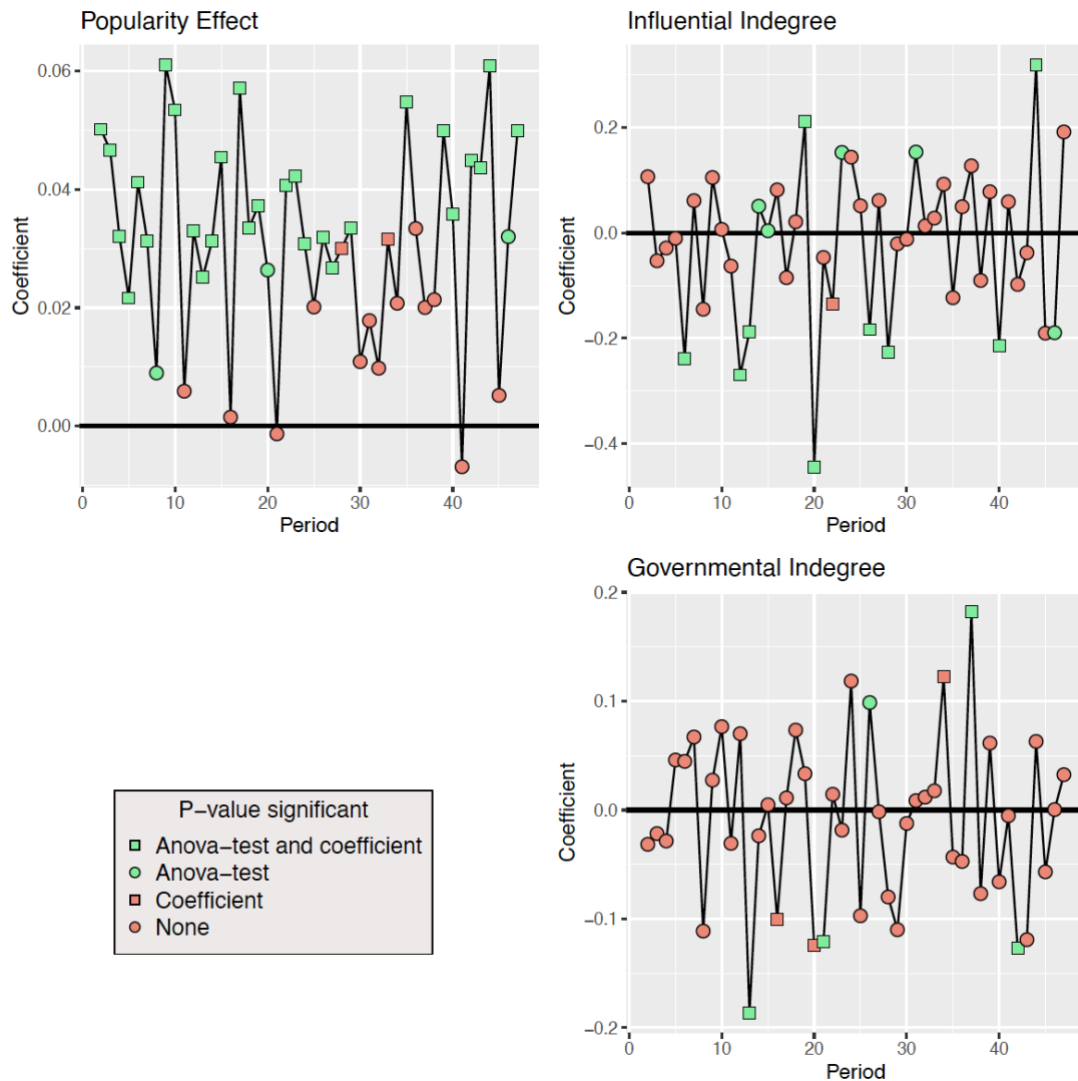 Popularity Effect
0.06
0.04
0.02
0.00
Coefficient
0
10
20
30
40
Period
Influential Indegree
0.2
0.0
−0.2
−0.4
Coefficient
0
10
20
30
40
Period
Governmental Indegree
0.2
0.1
0.0
−0.1
−0.2
Coefficient
0
10
20
30
40
Period
P−value significant
Anova−test and coefficient
Anova−test
Coefficient
None